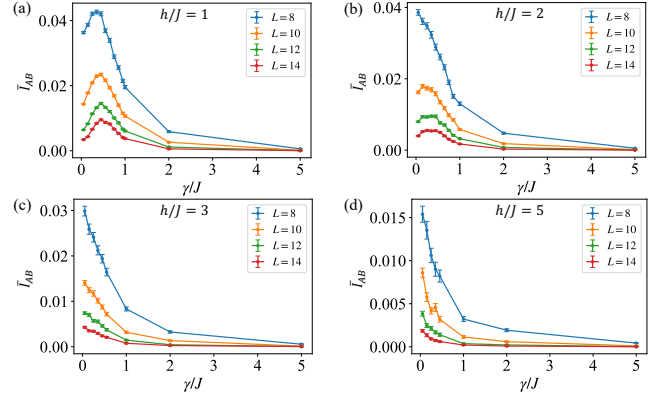 (a)
h/J = 1
L = 8
L = 10
L = 12
L = 14
0.04
0.02
0.00
Ī_AB
0 1 2 3 4 5
γ/J
(b)
h/J = 2
L = 8
L = 10
L = 12
L = 14
0.04
0.02
0.00
Ī_AB
0 1 2 3 4 5
γ/J
(c)
h/J = 3
L = 8
L = 10
L = 12
L = 14
0.03
0.02
0.01
0.00
Ī_AB
0 1 2 3 4 5
γ/J
(d)
h/J = 5
L = 8
L = 10
L = 12
L = 14
0.015
0.010
0.005
0.000
Ī_AB
0 1 2 3 4 5
γ/J